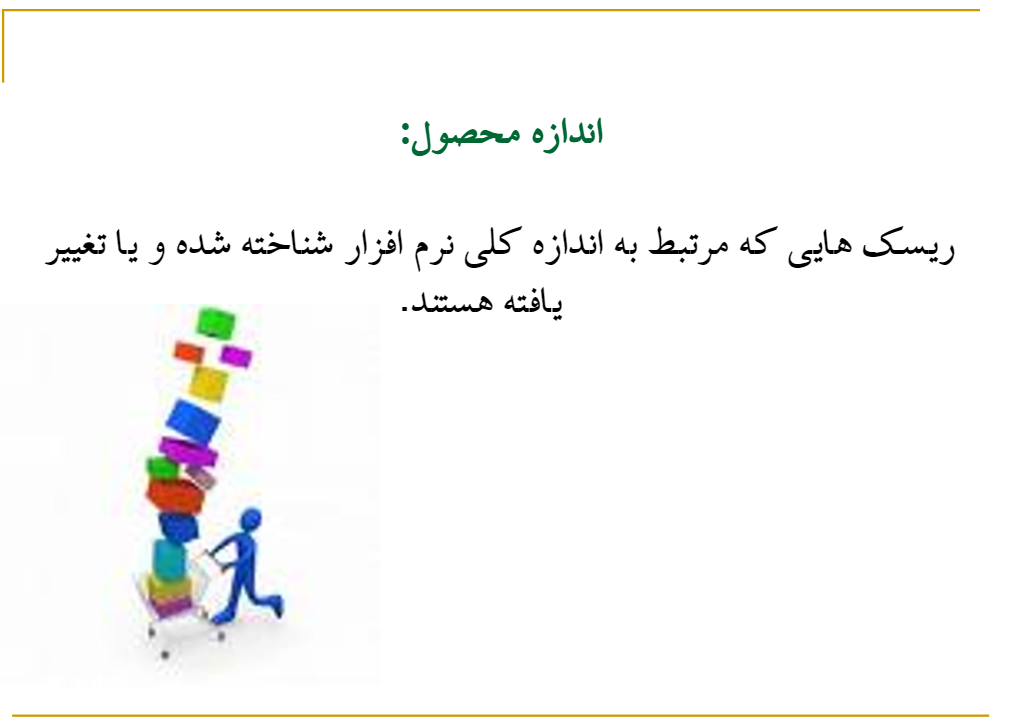 اندازه محصول:
ریسک هایی که مرتبط به اندازه کلی نرم افزار شناخته شده و یا تغییر
یافته هستند.